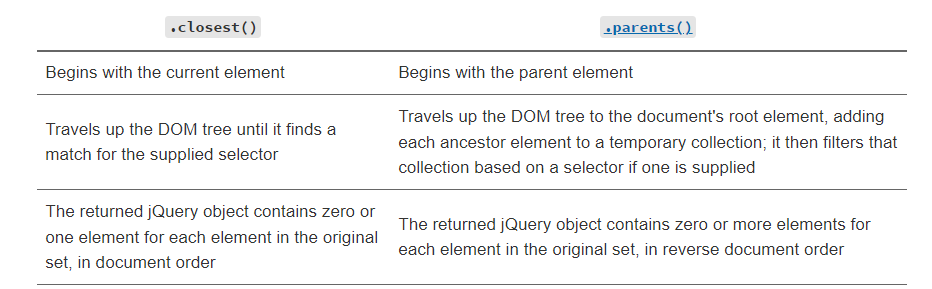 .closest()
.parents()
Begins with the current element
Begins with the parent element
Travels up the DOM tree until it finds a
match for the supplied selector
Travels up the DOM tree to the document's root element, adding
each ancestor element to a temporary collection; it then filters that
collection based on a selector if one is supplied
The returned jQuery object contains zero or
one element for each element in the original
set, in document order
The returned jQuery object contains zero or more elements for
each element in the original set, in reverse document order